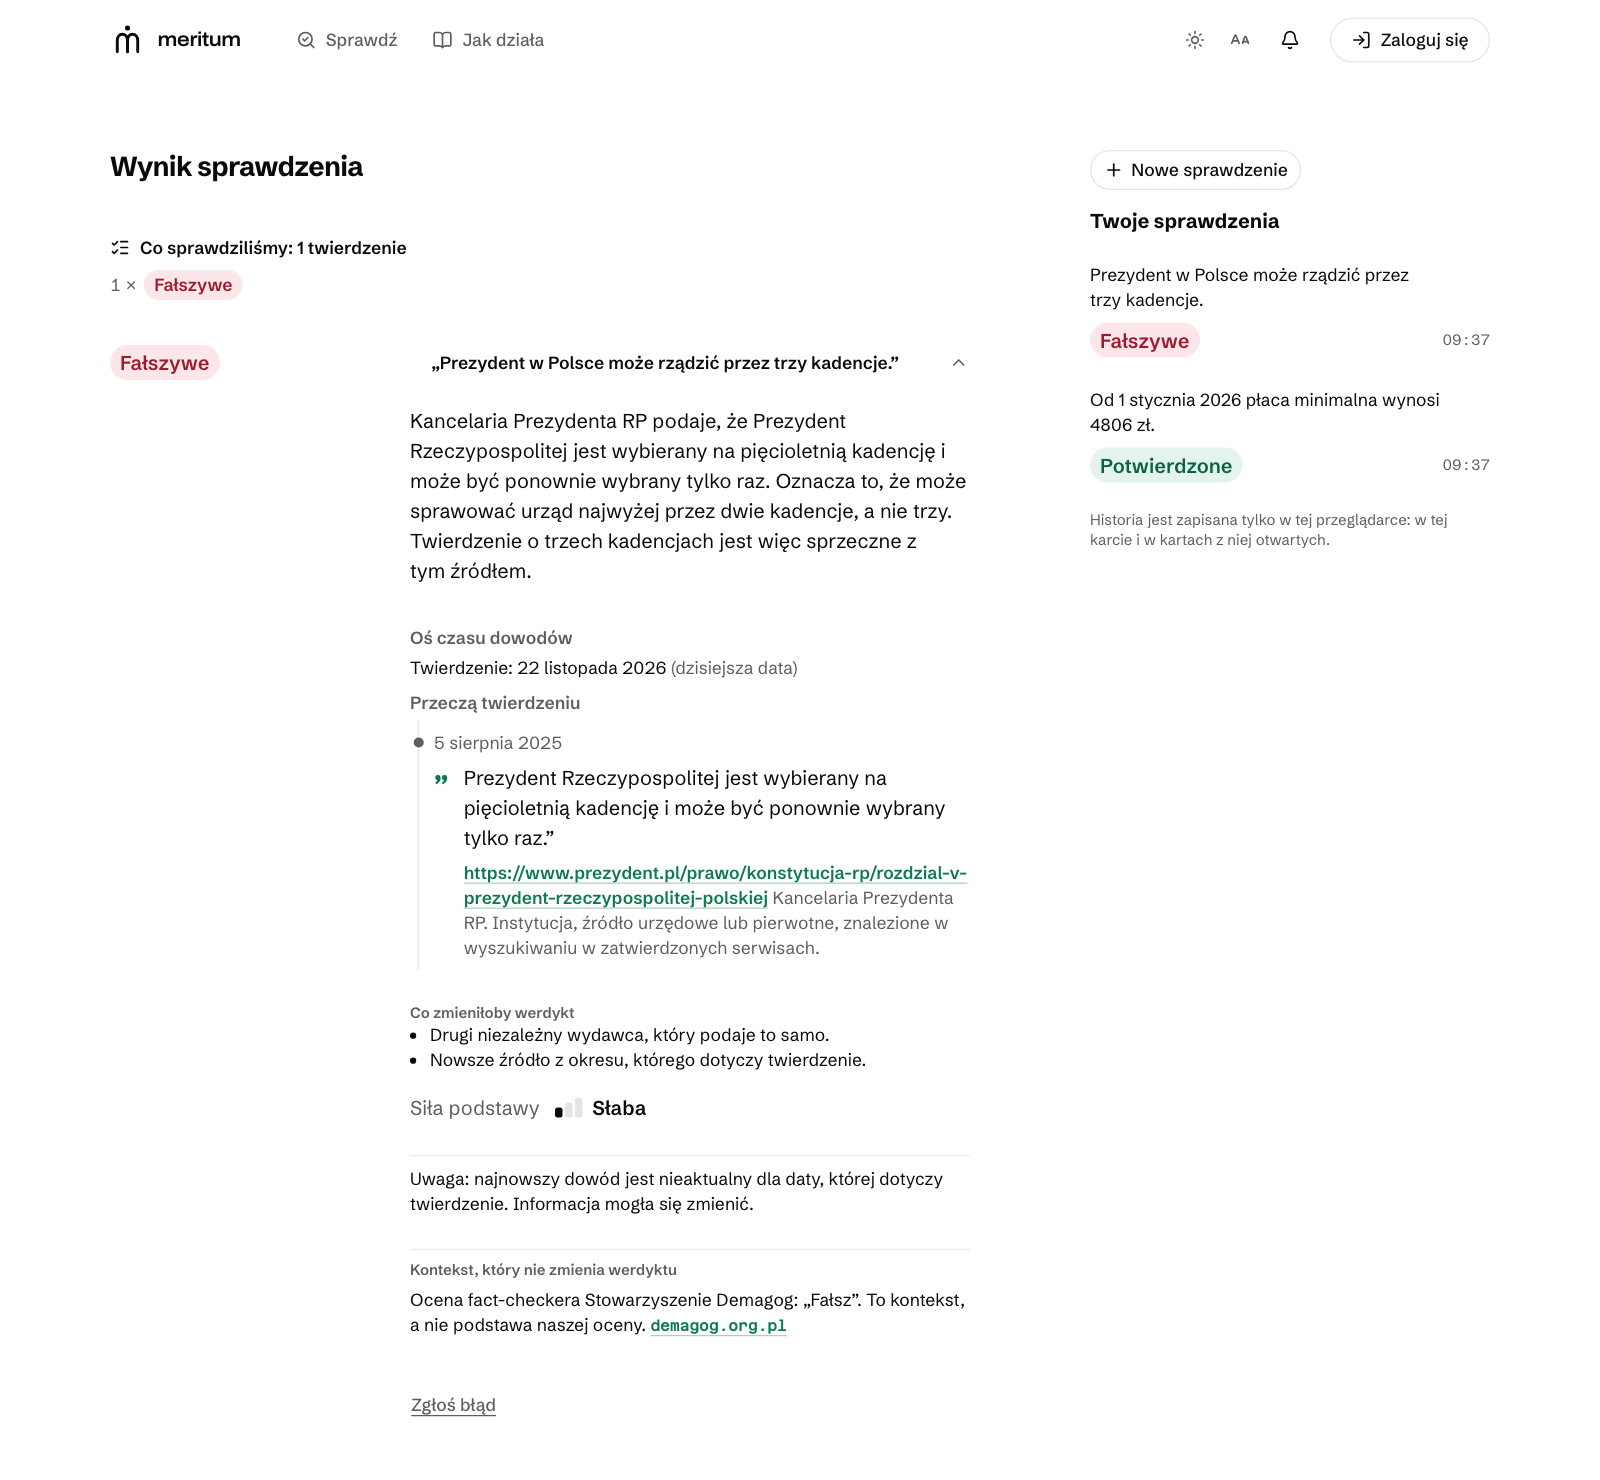 meritum
Sprawdź
Jak działa
AA
Zaloguj się
Wynik sprawdzenia
Co sprawdziliśmy: 1 twierdzenie
1 × Fałszywe
Fałszywe
„Prezydent w Polsce może rządzić przez trzy kadencje.”
Kancelaria Prezydenta RP podaje, że Prezydent
Rzeczypospolitej jest wybierany na pięcioletnią kadencję i
może być ponownie wybrany tylko raz. Oznacza to, że może
sprawować urząd najwyżej przez dwie kadencje, a nie trzy.
Twierdzenie o trzech kadencjach jest więc sprzeczne z
tym źródłem.
Oś czasu dowodów
Twierdzenie: 22 listopada 2026 (dzisiejsza data)
Przeczą twierdzeniu
5 sierpnia 2025
” Prezydent Rzeczypospolitej jest wybierany na
pięcioletnią kadencję i może być ponownie wybrany
tylko raz.”
https://www.prezydent.pl/prawo/konstytucja-rp/rozdzial-v-
prezydent-rzeczypospolitej-polskiej Kancelaria Prezydenta
RP. Instytucja, źródło urzędowe lub pierwotne, znalezione w
wyszukiwaniu w zatwierdzonych serwisach.
Co zmieniłoby werdykt
• Drugi niezależny wydawca, który podaje to samo.
• Nowsze źródło z okresu, którego dotyczy twierdzenie.
Siła podstawy Słaba
Uwaga: najnowszy dowód jest nieaktualny dla daty, której dotyczy
twierdzenie. Informacja mogła się zmienić.
Kontekst, który nie zmienia werdyktu
Ocena fact-checkera Stowarzyszenie Demagog: „Fałsz”. To kontekst,
a nie podstawa naszej oceny. demagog.org.pl
Zgłoś błąd
+ Nowe sprawdzenie
Twoje sprawdzenia
Prezydent w Polsce może rządzić przez
trzy kadencje.
Fałszywe 09:37
Od 1 stycznia 2026 płaca minimalna wynosi
4806 zł.
Potwierdzone 09:37
Historia jest zapisana tylko w tej przeglądarce: w tej
karcie i w kartach z niej otwartych.